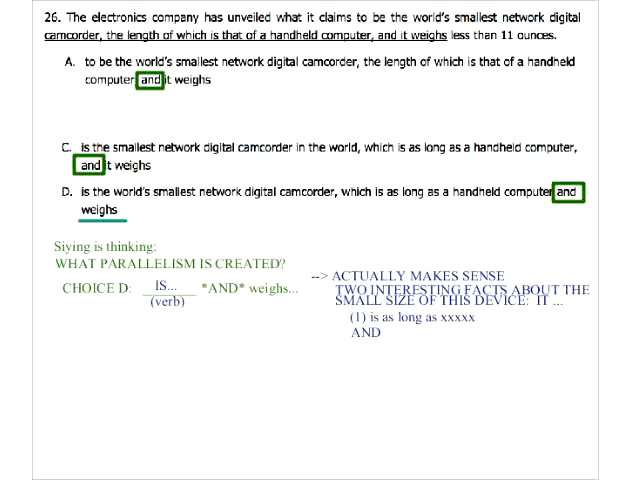 26. The electronics company has unveiled what it claims to be the world's smallest network digital
camcorder, the length of which is that of a handheld computer, and it weighs less than 11 ounces.
A. to be the world's smallest network digital camcorder, the length of which is that of a handheld
computer, and it weighs
C. is the smallest network digital camcorder in the world, which is as long as a handheld computer,
and it weighs
D. is the world's smallest network digital camcorder, which is as long as a handheld computer and
weighs
Siying is thinking:
WHAT PARALLELISM IS CREATED?
CHOICE D: IS... *AND* weighs...
(verb)
--> ACTUALLY MAKES SENSE
TWO INTERESTING FACTS ABOUT THE
SMALL SIZE OF THIS DEVICE: IT ...
(1) is as long as xxxxx
AND